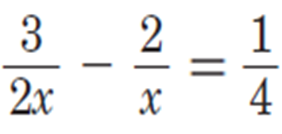 3/2x − 2/x = 1/4